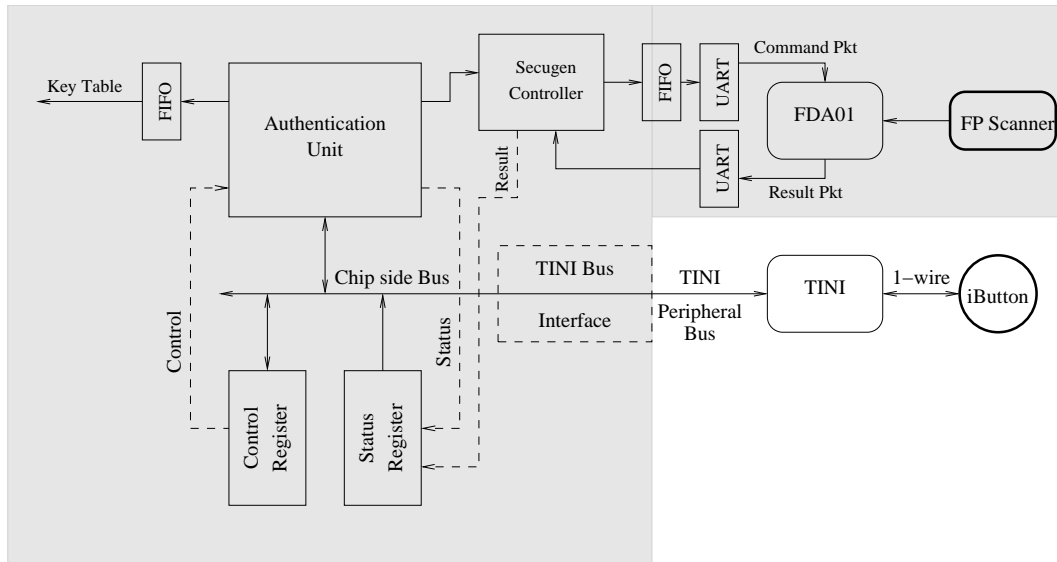 Key Table
FIFO
Authentication
Unit
Secugen
Controller
FIFO
UART
Command Pkt
FDA01
FP Scanner
UART
Result Pkt
Result
Control
Status
Chip side Bus
TINI Bus
Interface
TINI
Peripheral
Bus
TINI
1−wire
iButton
Control
Register
Status
Register